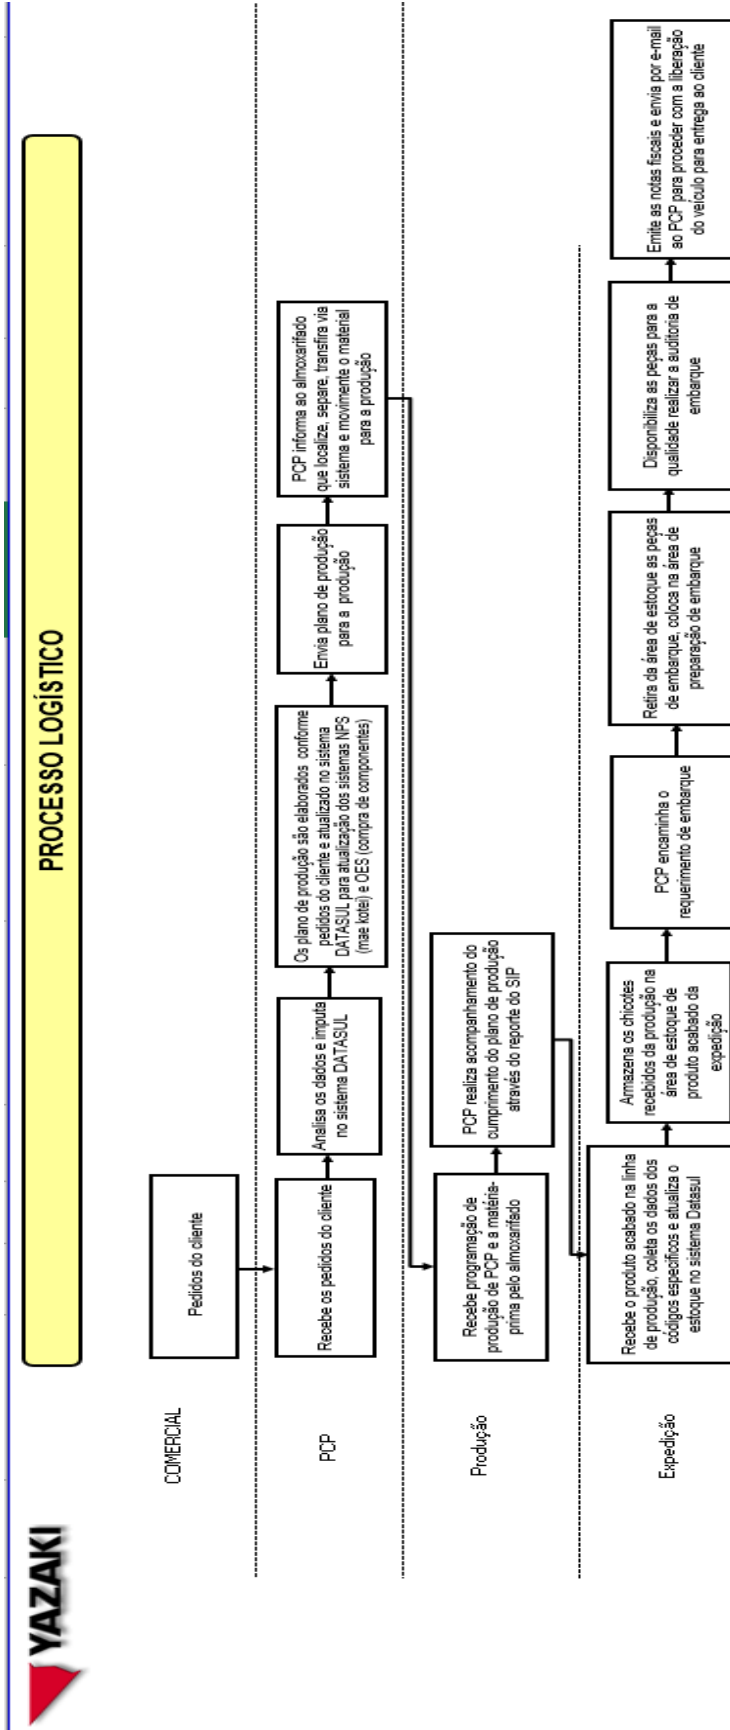 YAZAKI
PROCESSO LOGÍSTICO
COMERCIAL
Pedidos do cliente
PCP
Recebe os pedidos do cliente
Analisa os dados e imputa
no sistema DATASUL
Os plano de produção são elaborados conforme
pedidos do cliente e atualizado no sistema
DATASUL para atualização dos sistemas NPS
(mae kotei) e OES (compra de componentes)
Envia plano de produção
para a produção
PCP informa ao almoxarifado
que localize, separe, transfira via
sistema e movimente o material
para a produção
Produção
Recebe programação de
produção de PCP e a matéria-
prima pelo almoxarifado
PCP realiza acompanhamento do
cumprimento do plano de produção
através do reporte do SIP
Expedição
Recebe o produto acabado na linha
de produção, coleta os dados dos
códigos específicos e atualiza o
estoque no sistema Datasul
Armazena os chicotes
recebidos da produção na
área de estoque de
produto acabado da
expedição
PCP encaminha o
requerimento de embarque
Retira da área de estoque as peças
de embarque, coloca na área de
preparação de embarque
Disponibiliza as peças para a
qualidade realizar a auditoria de
embarque
Emite as notas fiscais e envia por e-mail
ao PCP para proceder com a liberação
do veículo para entrega ao cliente